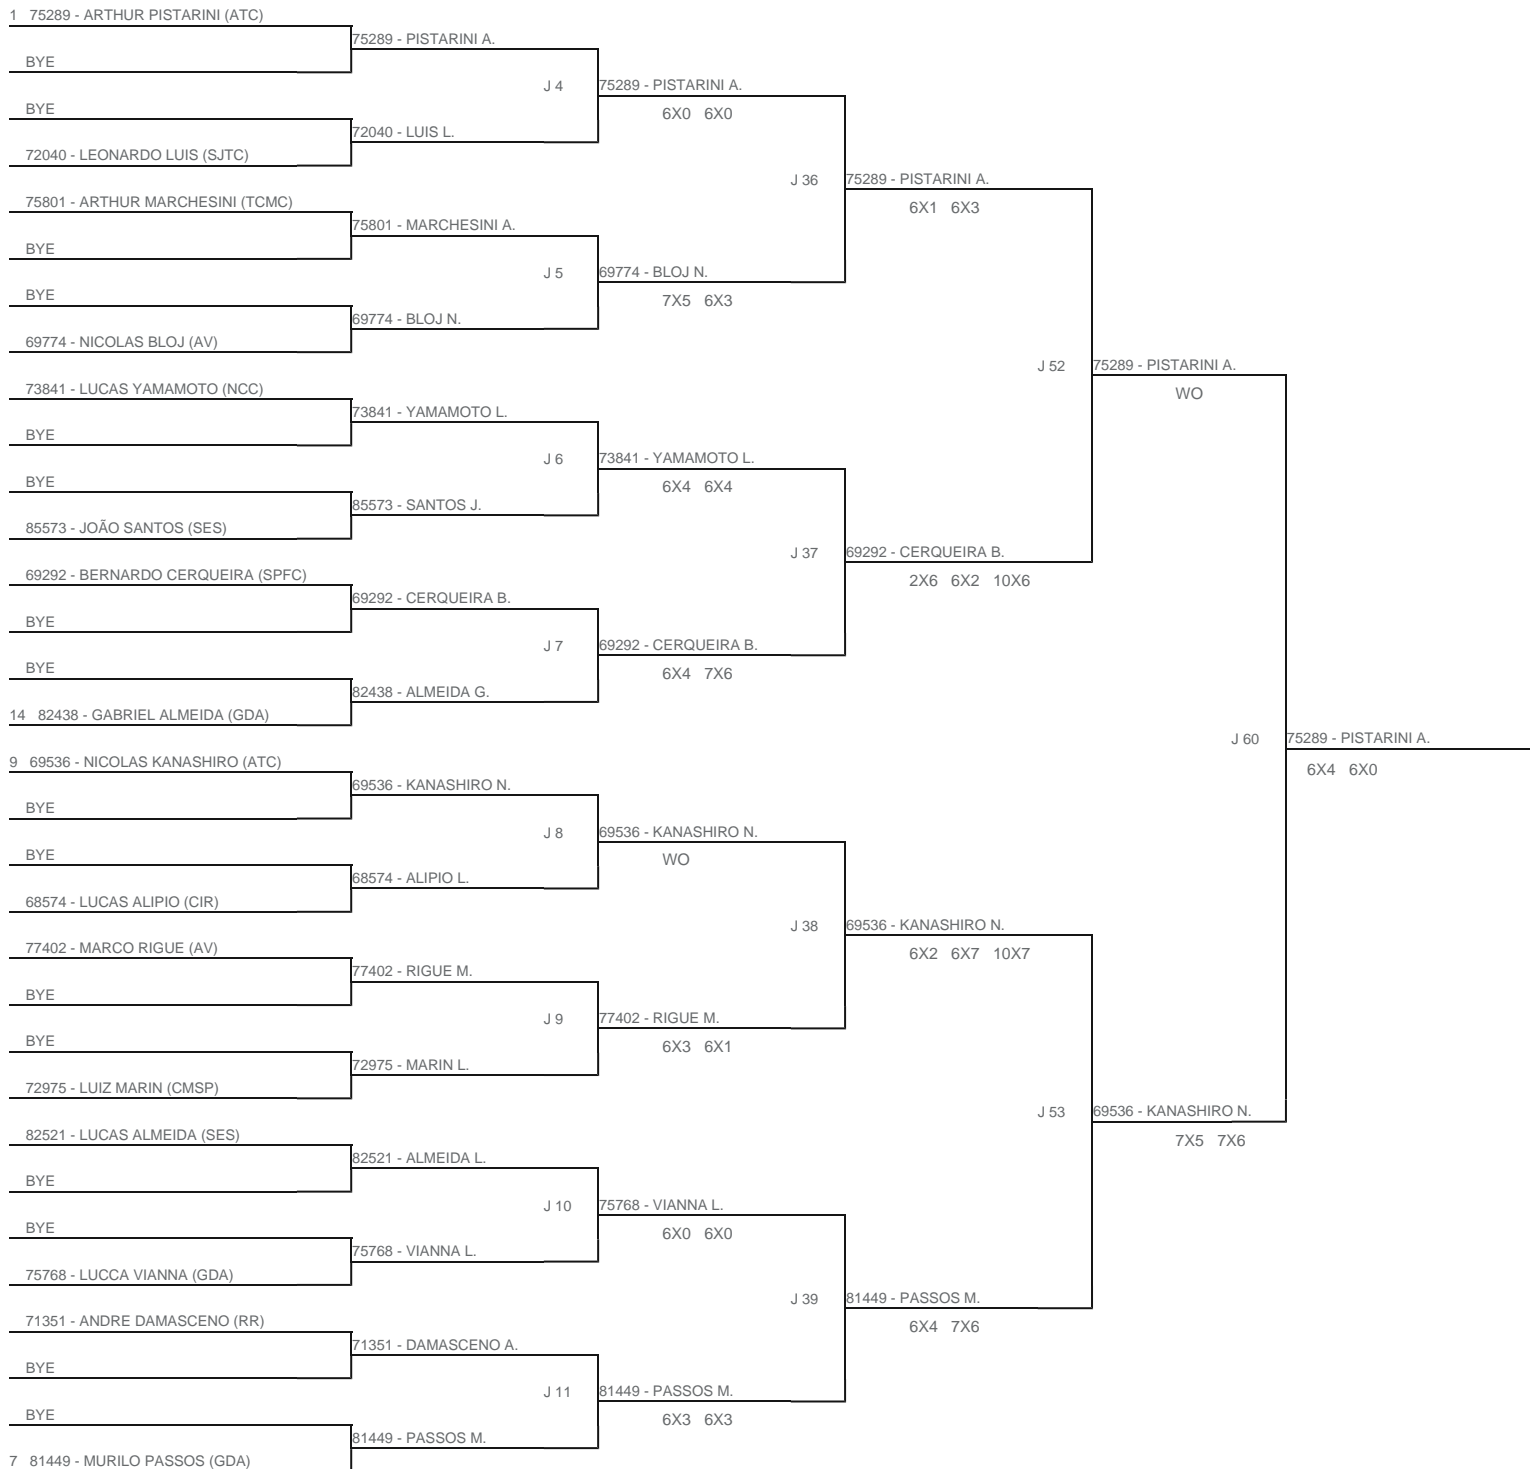 1 75289 - ARTHUR PISTARINI (ATC)
75289 - PISTARINI A.
BYE
J 4
75289 - PISTARINI A.
6X0 6X0
BYE
72040 - LUIS L.
72040 - LEONARDO LUIS (SJTC)
J 36
75289 - PISTARINI A.
6X1 6X3
75801 - ARTHUR MARCHESINI (TCMC)
75801 - MARCHESINI A.
BYE
J 5
69774 - BLOJ N.
7X5 6X3
BYE
69774 - BLOJ N.
69774 - NICOLAS BLOJ (AV)
J 52
75289 - PISTARINI A.
WO
73841 - LUCAS YAMAMOTO (NCC)
73841 - YAMAMOTO L.
BYE
J 6
73841 - YAMAMOTO L.
6X4 6X4
BYE
85573 - SANTOS J.
85573 - JOÃO SANTOS (SES)
J 37
69292 - CERQUEIRA B.
2X6 6X2 10X6
69292 - BERNARDO CERQUEIRA (SPFC)
69292 - CERQUEIRA B.
BYE
J 7
69292 - CERQUEIRA B.
6X4 7X6
BYE
82438 - ALMEIDA G.
14 82438 - GABRIEL ALMEIDA (GDA)
J 60
75289 - PISTARINI A.
6X4 6X0
9 69536 - NICOLAS KANASHIRO (ATC)
69536 - KANASHIRO N.
BYE
J 8
69536 - KANASHIRO N.
WO
BYE
68574 - ALIPIO L.
68574 - LUCAS ALIPIO (CIR)
J 38
69536 - KANASHIRO N.
6X2 6X7 10X7
77402 - MARCO RIGUE (AV)
77402 - RIGUE M.
BYE
J 9
77402 - RIGUE M.
6X3 6X1
BYE
72975 - MARIN L.
72975 - LUIZ MARIN (CMSP)
J 53
69536 - KANASHIRO N.
7X5 7X6
82521 - LUCAS ALMEIDA (SES)
82521 - ALMEIDA L.
BYE
J 10
75768 - VIANNA L.
6X0 6X0
BYE
75768 - VIANNA L.
75768 - LUCCA VIANNA (GDA)
J 39
81449 - PASSOS M.
6X4 7X6
71351 - ANDRE DAMASCENO (RR)
71351 - DAMASCENO A.
BYE
J 11
81449 - PASSOS M.
6X3 6X3
BYE
81449 - PASSOS M.
7 81449 - MURILO PASSOS (GDA)